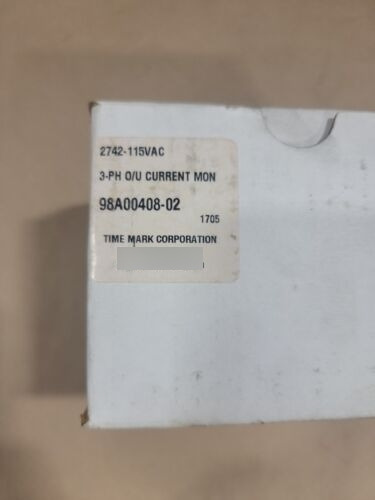 2742-115VAC
3-PH O/U CURRENT MON
98A00408-02
1705
TIME MARK CORPORATION